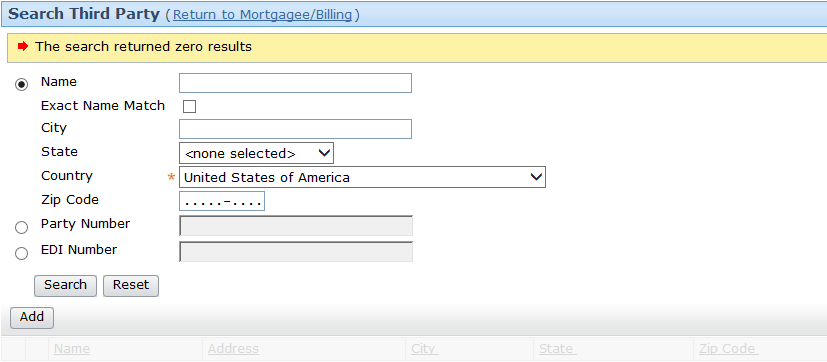 Search Third Party (Return to Mortgagee/Billing)
The search returned zero results
Name
Exact Name Match
City
State <none selected>
Country * United States of America
Zip Code .....-....
Party Number
EDI Number
Search Reset
Add
Name Address City State Zip Code